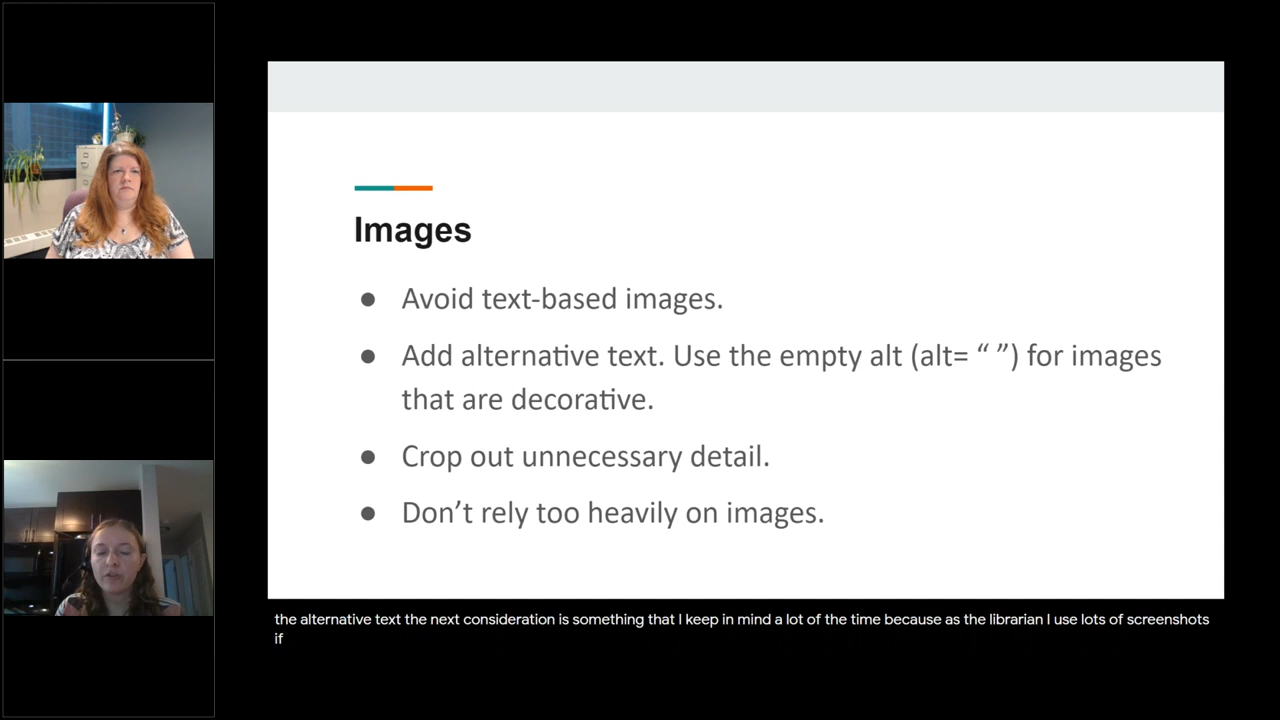 Images
● Avoid text-based images.
● Add alternative text. Use the empty alt (alt= “ ”) for images
that are decorative.
● Crop out unnecessary detail.
● Don’t rely too heavily on images.
the alternative text the next consideration is something that I keep in mind a lot of the time because as the librarian I use lots of screenshots
if